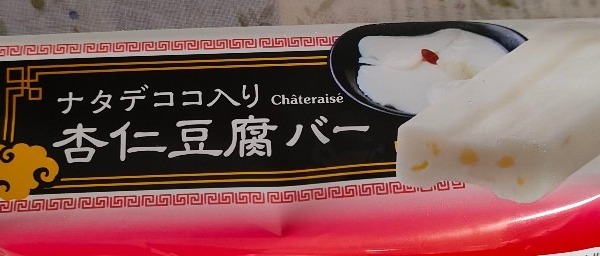 ナタデココ入り Châteraisé
杏仁豆腐バー